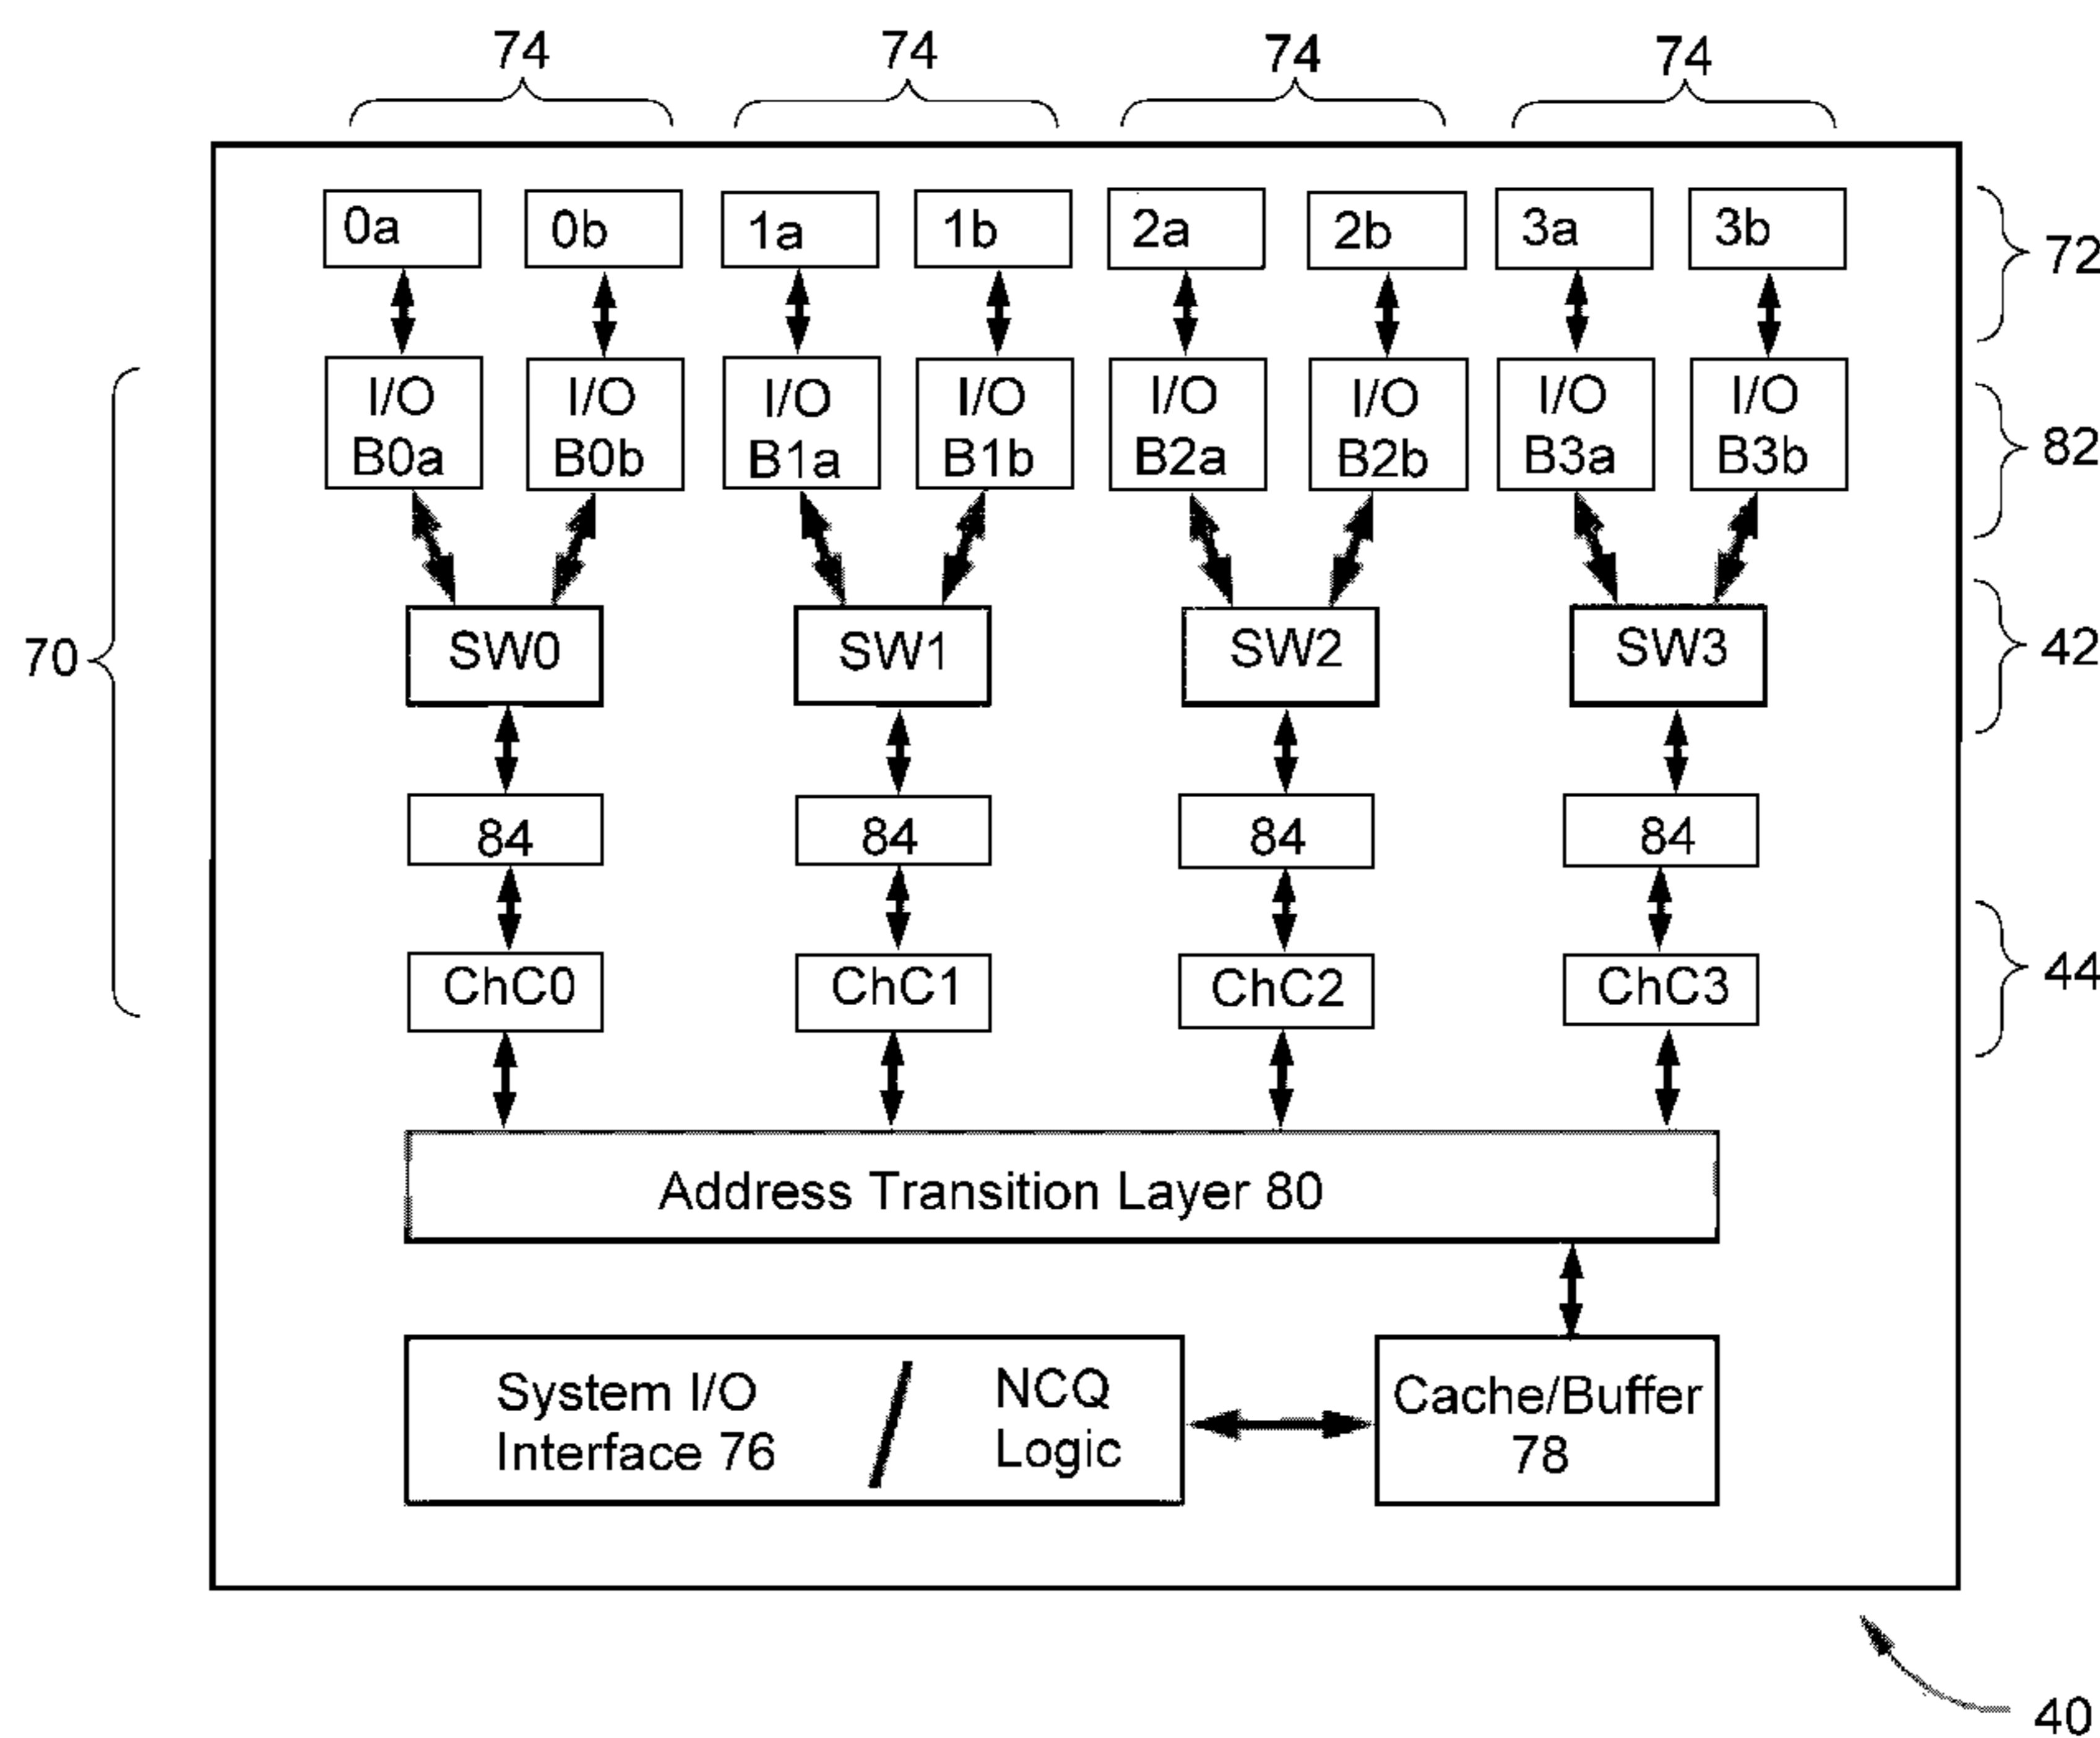 74 74 74 74
0a 0b 1a 1b 2a 2b 3a 3b
72
I/O I/O I/O I/O I/O I/O I/O I/O
B0a B0b B1a B1b B2a B2b B3a B3b
82
70
SW0 SW1 SW2 SW3
42
84 84 84 84
ChC0 ChC1 ChC2 ChC3
44
Address Transition Layer 80
System I/O
Interface 76
/
NCQ
Logic
Cache/Buffer
78
40